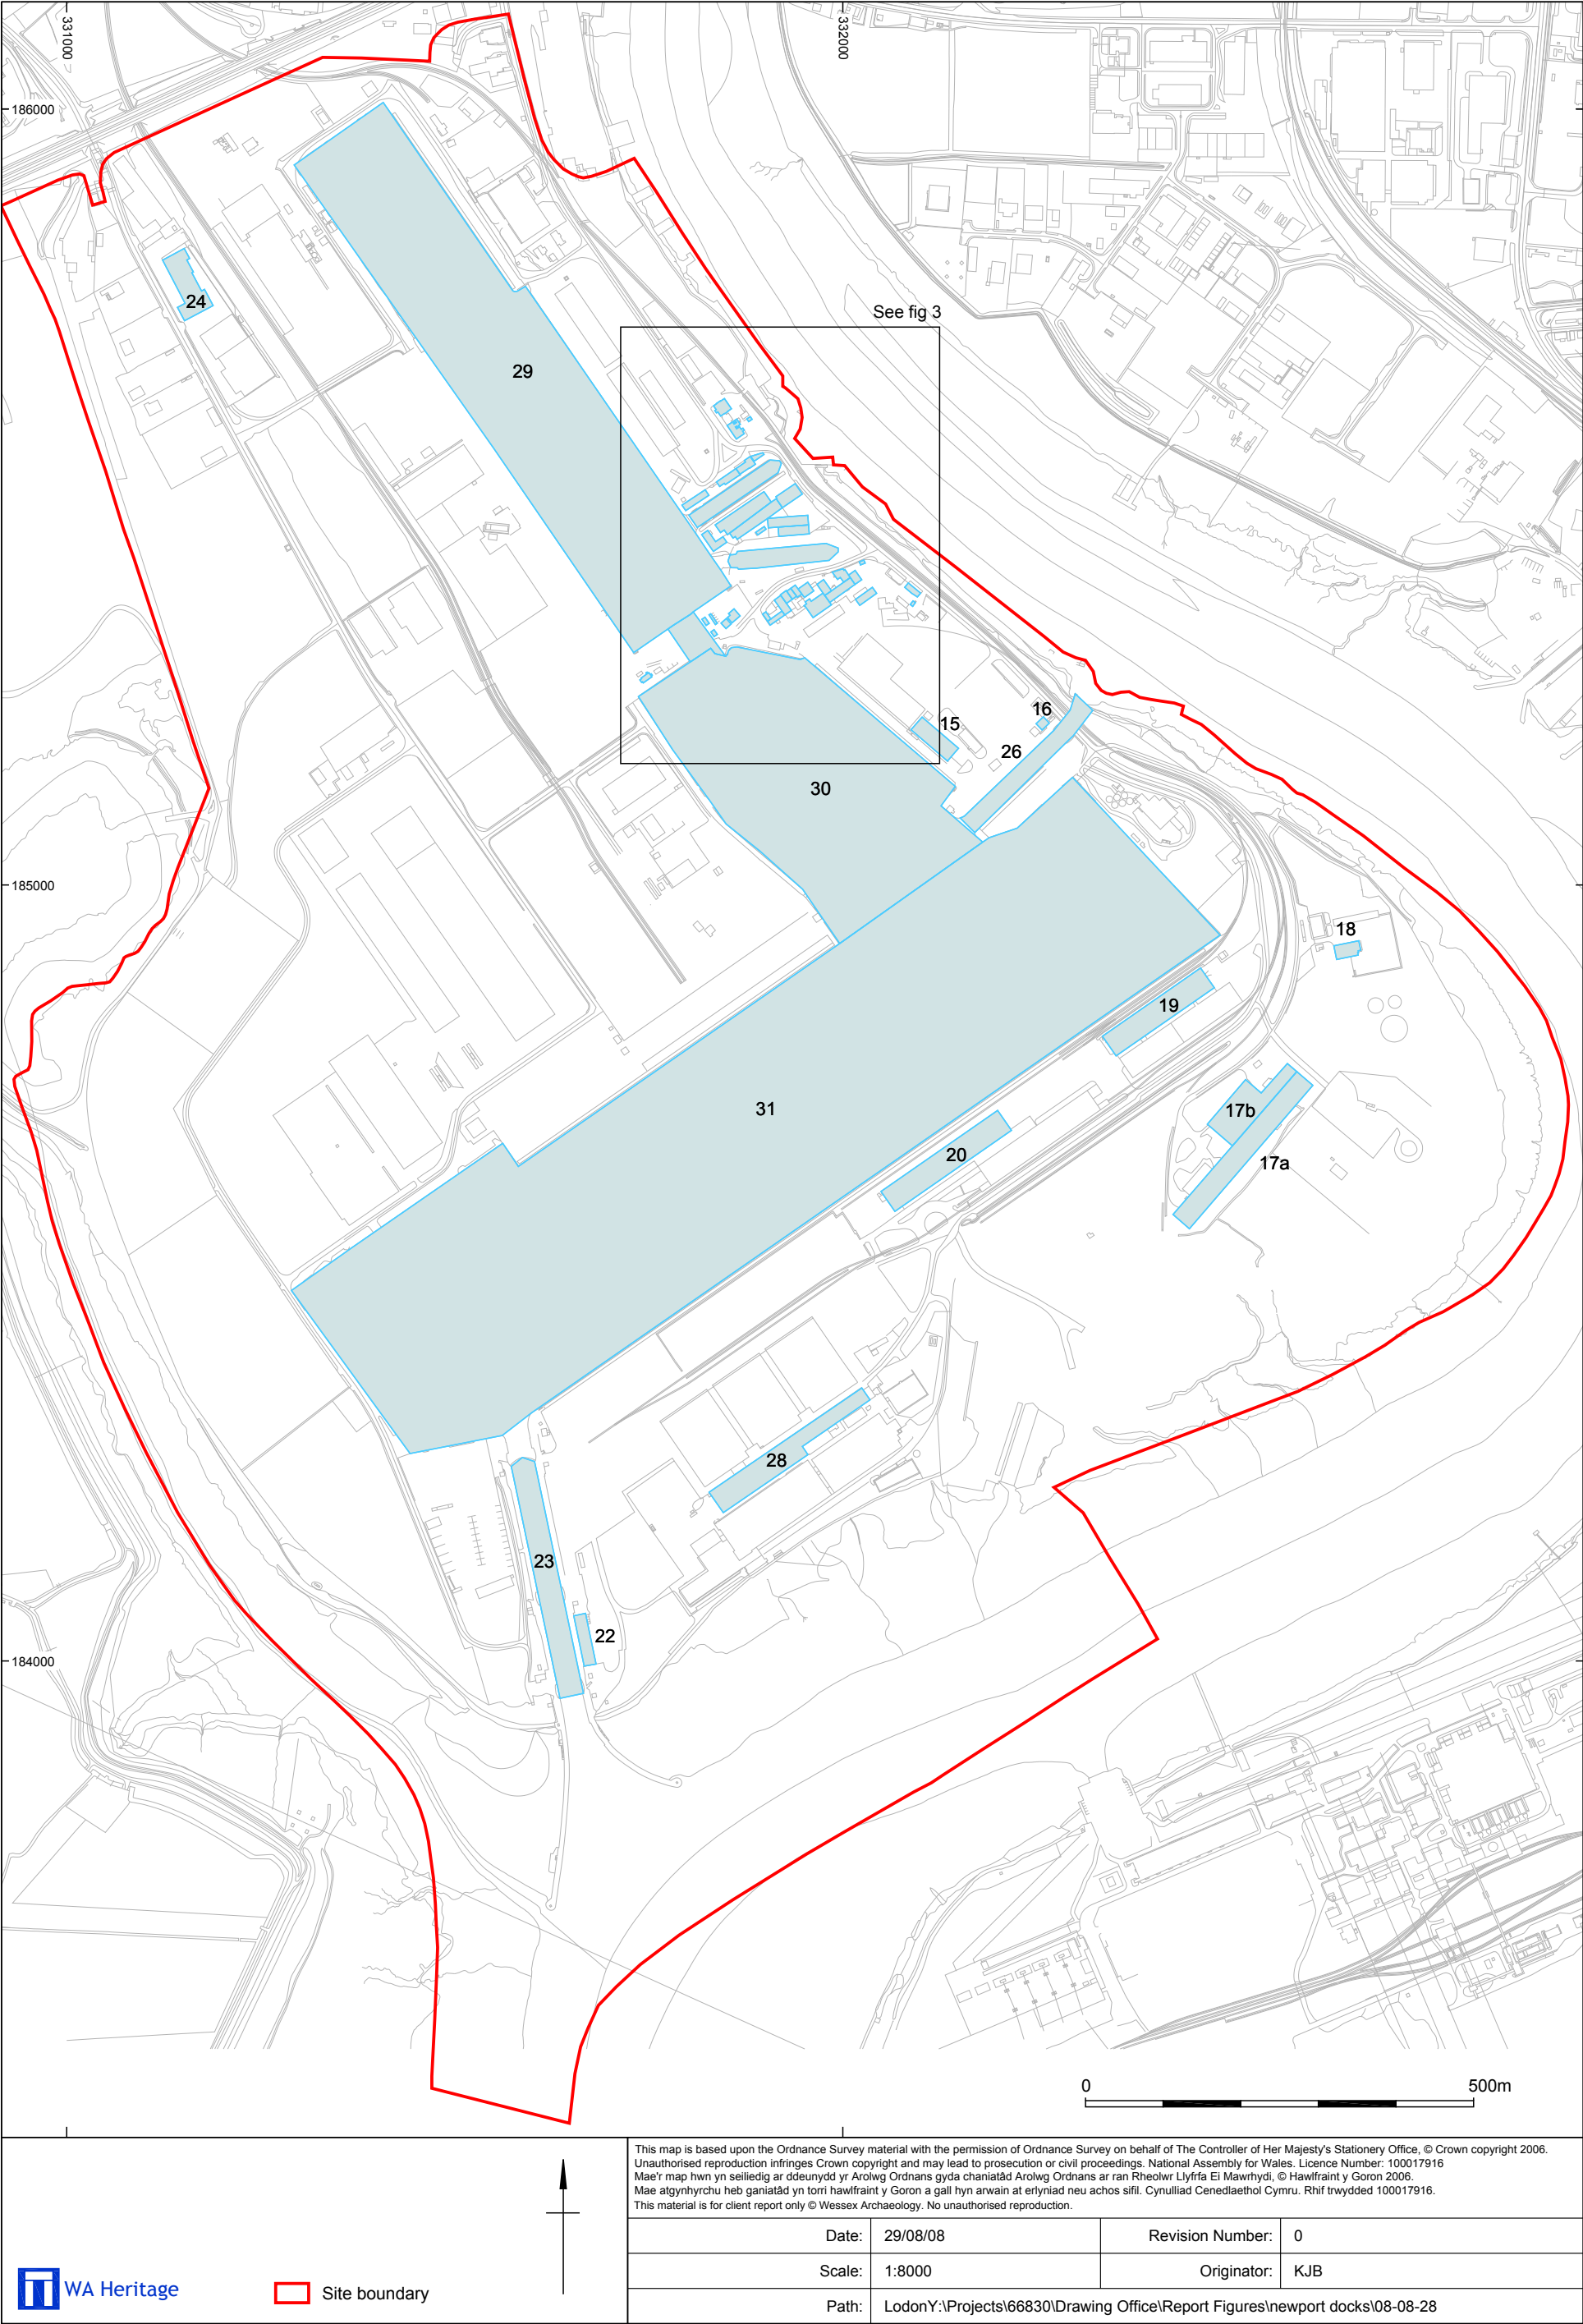 331000
332000
186000
24
See fig 3
29
15
16
26
30
185000
18
19
31
17b
20
17a
28
23
22
184000
0 500m
This map is based upon the Ordnance Survey material with the permission of Ordnance Survey on behalf of The Controller of Her Majesty's Stationery Office, © Crown copyright 2006.
Unauthorised reproduction infringes Crown copyright and may lead to prosecution or civil proceedings. National Assembly for Wales. Licence Number: 100017916
Mae'r map hwn yn seiliedig ar ddeunydd yr Arolwg Ordnans gyda chaniatâd Arolwg Ordnans ar ran Rheolwr Llyfrfa Ei Mawrhydi, © Hawlfraint y Goron 2006.
Mae atgynhyrchu heb ganiatâd yn torri hawlfraint y Goron a gall hyn arwain at erlyniad neu achos sifil. Cynulliad Cenedlaethol Cymru. Rhif trwydded 100017916.
This material is for client report only © Wessex Archaeology. No unauthorised reproduction.
Date: 29/08/08 Revision Number: 0
Scale: 1:8000 Originator: KJB
Path: LodonY:\Projects\66830\Drawing Office\Report Figures\newport docks\08-08-28
WA Heritage
Site boundary